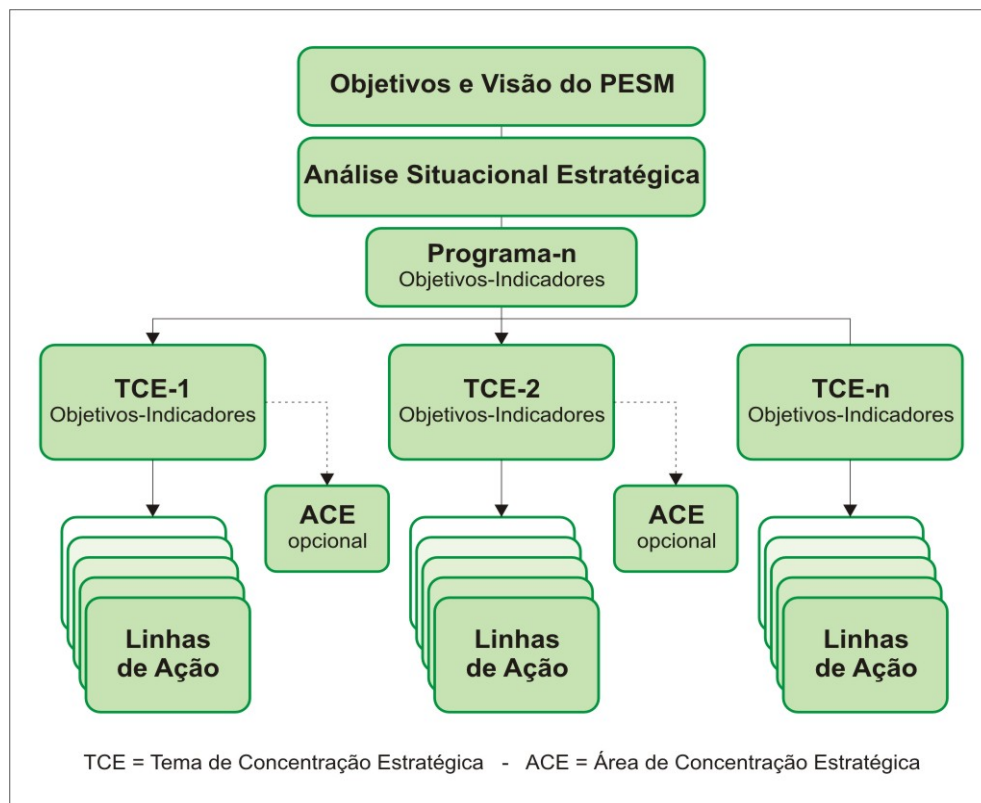 Objetivos e Visão do PESM
Análise Situacional Estratégica
Programa-n
Objetivos-Indicadores
TCE-1
Objetivos-Indicadores
TCE-2
Objetivos-Indicadores
TCE-n
Objetivos-Indicadores
ACE
opcional
ACE
opcional
Linhas
de Ação
Linhas
de Ação
Linhas
de Ação
TCE = Tema de Concentração Estratégica - ACE = Área de Concentração Estratégica